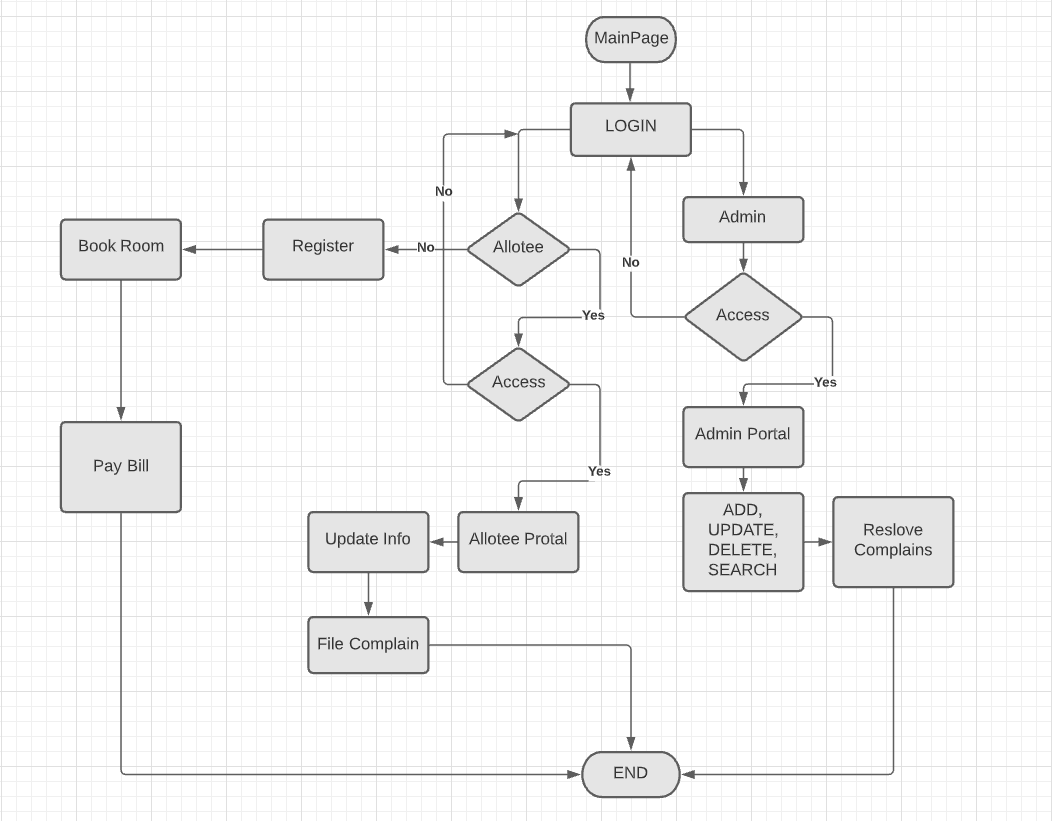 MainPage
LOGIN
No
Admin
Book Room
Register
No
Allotee
No
Yes
Access
Access
Yes
Admin Portal
Pay Bill
Yes
ADD,
UPDATE,
DELETE,
SEARCH
Reslove
Complains
Update Info
Allotee Protal
File Complain
END